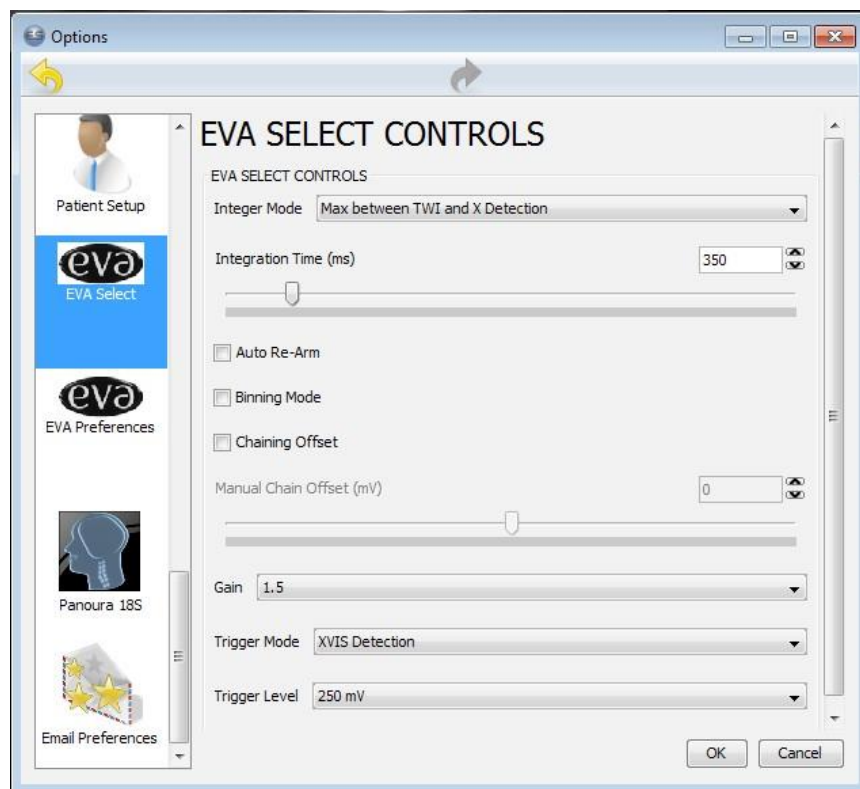 Options
Patient Setup
eva
EVA Select
eva
EVA Preferences
Panoura 18S
Email Preferences
EVA SELECT CONTROLS
EVA SELECT CONTROLS
Integer Mode Max between TWI and X Detection
Integration Time (ms) 350
Auto Re-Arm
Binning Mode
Chaining Offset
Manual Chain Offset (mV) 0
Gain 1.5
Trigger Mode XVIS Detection
Trigger Level 250 mV
OK Cancel